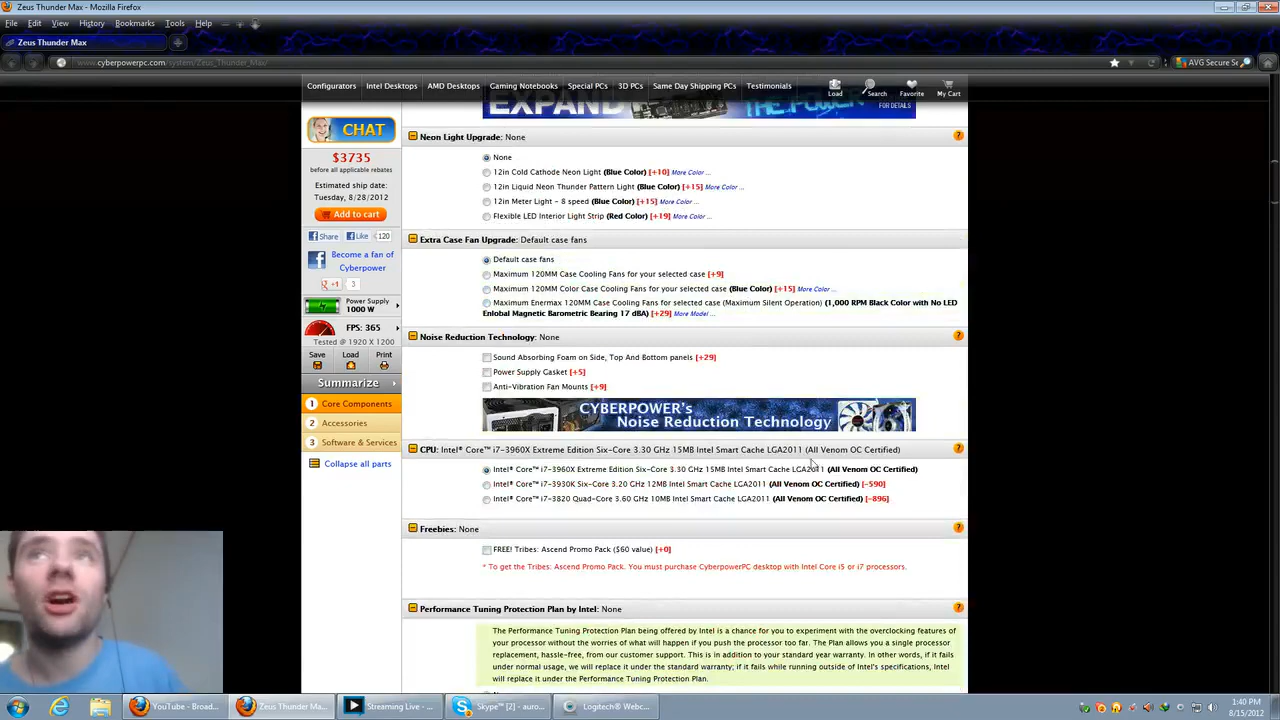 Zeus Thunder Max - Mozilla Firefox
File Edit View History Bookmarks Tools Help
Zeus Thunder Max
www.cyberpowerpc.com/system/Zeus_Thunder_Max/
AVG Secure Se
Configurators Intel Desktops AMD Desktops Gaming Notebooks Special PCs 3D PCs Same Day Shipping PCs Testimonials Load Search Favorite My Cart
EXPAND THE POWER FOR DETAILS
CHAT
$3735
before all applicable rebates
Estimated ship date:
Tuesday, 8/28/2012
Add to cart
Share Like 120
Become a fan of
Cyberpower
+1 3
Power Supply
1000 W
FPS: 365
Tested @ 1920 X 1200
Save Load Print
Summarize
1 Core Components
2 Accessories
3 Software & Services
Collapse all parts
Neon Light Upgrade: None
None
12in Cold Cathode Neon Light (Blue Color) [+10] More Color ...
12in Liquid Neon Thunder Pattern Light (Blue Color) [+15] More Color ...
12in Meter Light - 8 speed (Blue Color) [+15] More Color ...
Flexible LED Interior Light Strip (Red Color) [+19] More Color ...
Extra Case Fan Upgrade: Default case fans
Default case fans
Maximum 120MM Case Cooling Fans for your selected case [+9]
Maximum 120MM Color Case Cooling Fans for your selected case (Blue Color) [+15] More Color ...
Maximum Enermax 120MM Case Cooling Fans for selected case (Maximum Silent Operation) (1,000 RPM Black Color with No LED
Enlobal Magnetic Barometric Bearing 17 dBA) [+29] More Model ...
Noise Reduction Technology: None
Sound Absorbing Foam on Side, Top And Bottom panels [+29]
Power Supply Gasket [+5]
Anti-Vibration Fan Mounts [+9]
CYBERPOWER's
Noise Reduction Technology
CPU: Intel® Core™ i7-3960X Extreme Edition Six-Core 3.30 GHz 15MB Intel Smart Cache LGA2011 (All Venom OC Certified)
Intel® Core™ i7-3960X Extreme Edition Six-Core 3.30 GHz 15MB Intel Smart Cache LGA2011 (All Venom OC Certified)
Intel® Core™ i7-3930K Six-Core 3.20 GHz 12MB Intel Smart Cache LGA2011 (All Venom OC Certified) [-590]
Intel® Core™ i7-3820 Quad-Core 3.60 GHz 10MB Intel Smart Cache LGA2011 (All Venom OC Certified) [-896]
Freebies: None
FREE! Tribes: Ascend Promo Pack ($60 value) [+0]
* To get the Tribes: Ascend Promo Pack. You must purchase CyberpowerPC desktop with Intel Core i5 or i7 processors.
Performance Tuning Protection Plan by Intel: None
The Performance Tuning Protection Plan being offered by Intel is a chance for you to experiment with the overclocking features of
your processor without the worries of what will happen if you push the processor too far. The Plan allows you a single processor
replacement, hassle-free, from our customer support. This is in addition to your standard year warranty. In other words, if it fails
under normal usage, we will replace it under the standard warranty; if it fails while running outside of Intel's specifications, Intel
will replace it under the Performance Tuning Protection Plan.
YouTube - Broad... Zeus Thunder Max... Streaming Live - ... Skype™ [2] - auro... Logitech® Webc...
1:40 PM
8/15/2012